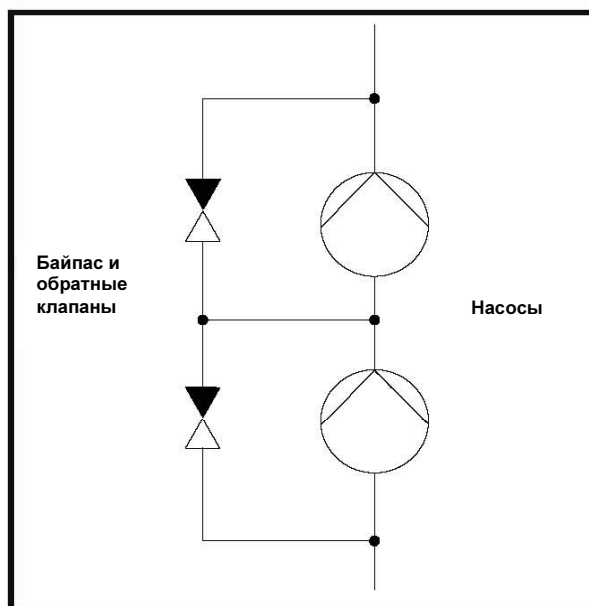 Байпас и
обратные
клапаны
Насосы